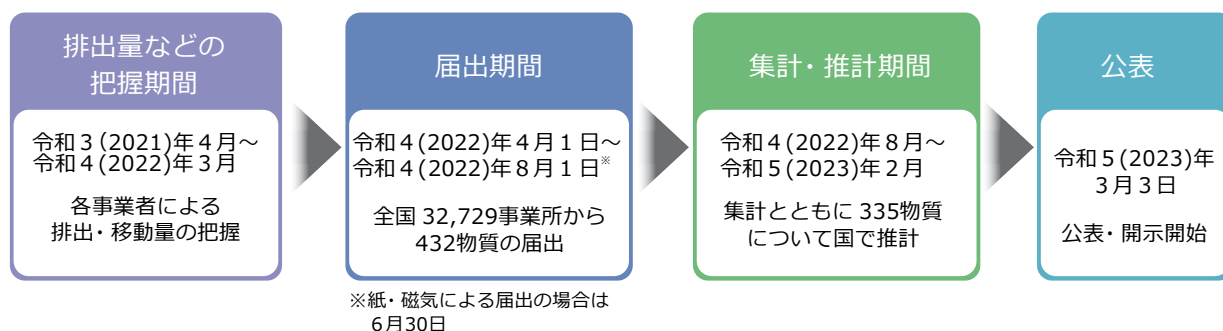 排出量などの
把握期間
令和３(2021)年４月～
令和４(2022)年３月
各事業者による
排出・移動量の把握
届出期間
令和４(2022)年４月１日～
令和４(2022)年８月１日※
全国 32,729事業所から
432物質の届出
※紙・磁気による届出の場合は
6月30日
集計・推計期間
令和４(2022)年８月～
令和５(2023)年２月
集計とともに 335物質
について国で推計
公表
令和５(2023)年
３月３日
公表・開示開始